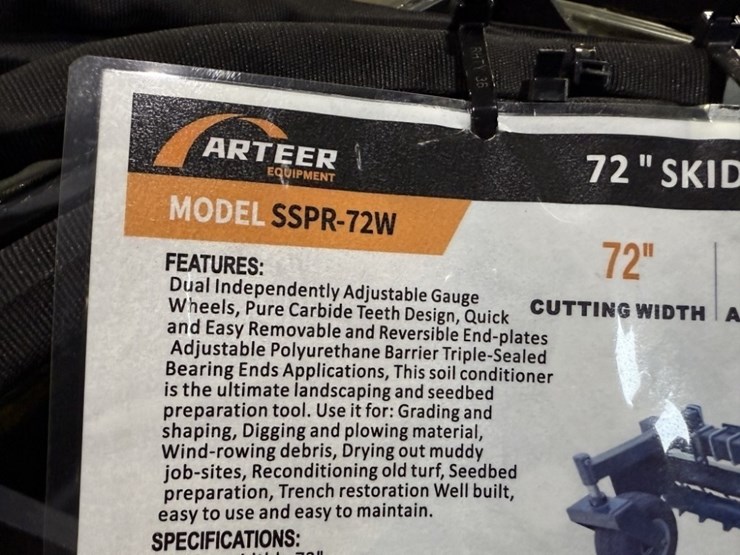 ARTEER
EQUIPMENT
72" SKID
MODEL SSPR-72W
72"
CUTTING WIDTH
FEATURES:
Dual Independently Adjustable Gauge
Wheels, Pure Carbide Teeth Design, Quick
and Easy Removable and Reversible End-plates
Adjustable Polyurethane Barrier Triple-Sealed
Bearing Ends Applications, This soil conditioner
is the ultimate landscaping and seedbed
preparation tool. Use it for: Grading and
shaping, Digging and plowing material,
Wind-rowing debris, Drying out muddy
job-sites, Reconditioning old turf, Seedbed
preparation, Trench restoration Well built,
easy to use and easy to maintain.
SPECIFICATIONS: